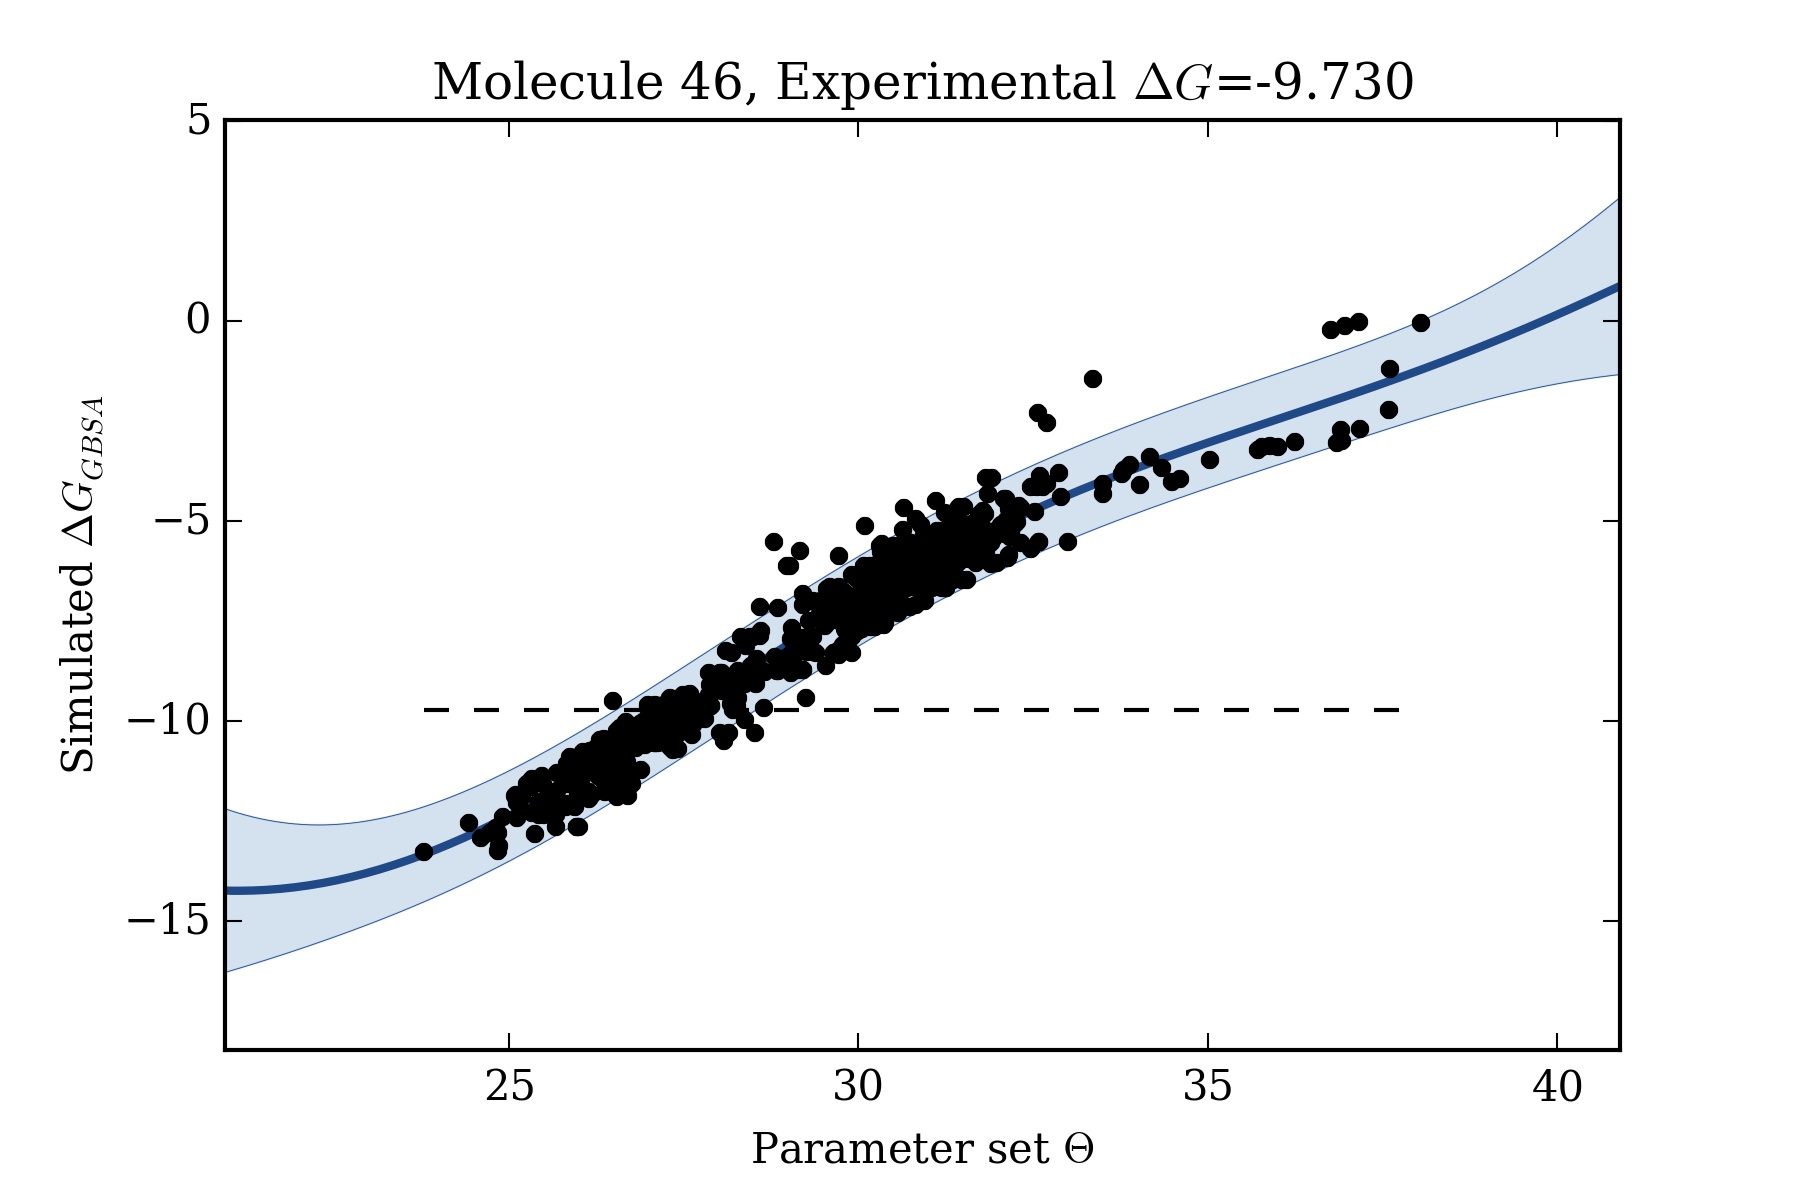 Molecule 46, Experimental ΔG=-9.730
5
0
−5
−10
−15
Simulated ΔG_GBSA
25 30 35 40
Parameter set Θ